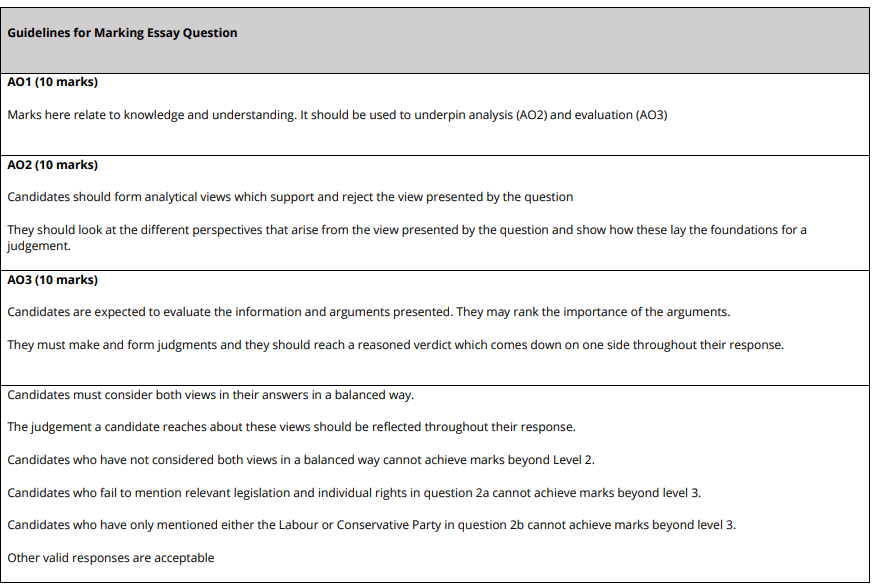 Guidelines for Marking Essay Question
AO1 (10 marks)
Marks here relate to knowledge and understanding. It should be used to underpin analysis (AO2) and evaluation (AO3)
AO2 (10 marks)
Candidates should form analytical views which support and reject the view presented by the question
They should look at the different perspectives that arise from the view presented by the question and show how these lay the foundations for a
judgement.
AO3 (10 marks)
Candidates are expected to evaluate the information and arguments presented. They may rank the importance of the arguments.
They must make and form judgments and they should reach a reasoned verdict which comes down on one side throughout their response.
Candidates must consider both views in their answers in a balanced way.
The judgement a candidate reaches about these views should be reflected throughout their response.
Candidates who have not considered both views in a balanced way cannot achieve marks beyond Level 2.
Candidates who fail to mention relevant legislation and individual rights in question 2a cannot achieve marks beyond level 3.
Candidates who have only mentioned either the Labour or Conservative Party in question 2b cannot achieve marks beyond level 3.
Other valid responses are acceptable